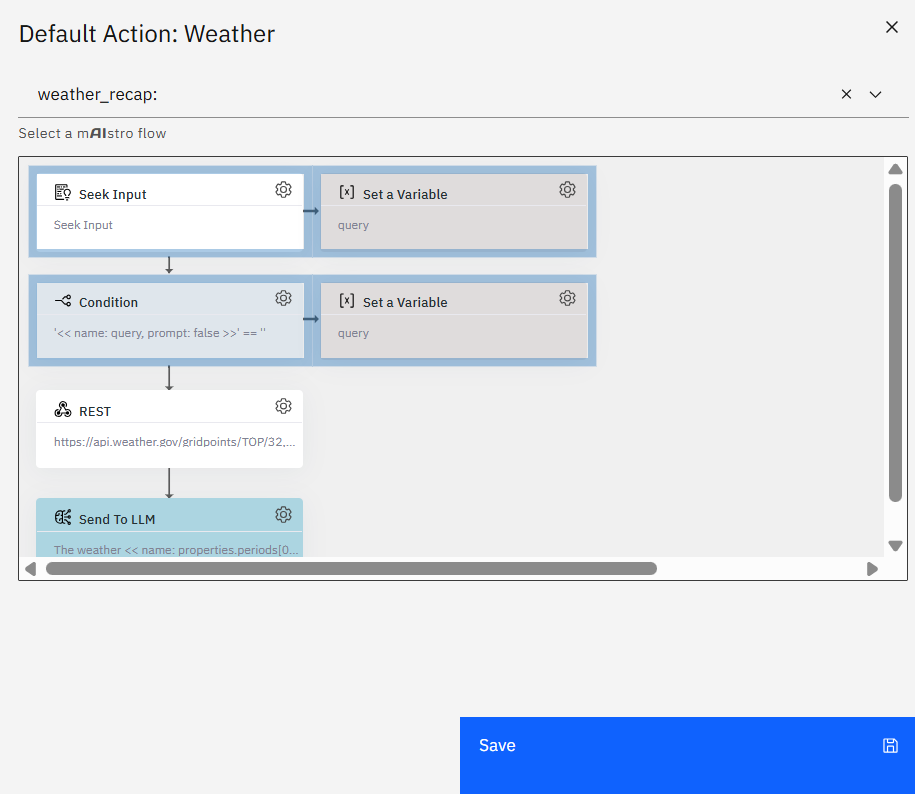 Default Action: Weather
weather_recap:
Select a mAIstro flow
Seek Input
Seek Input
[x] Set a Variable
query
Condition
'<< name: query, prompt: false >>' == ''
[x] Set a Variable
query
REST
https://api.weather.gov/gridpoints/TOP/32,...
Send To LLM
The weather << name: properties.periods[0...
Save